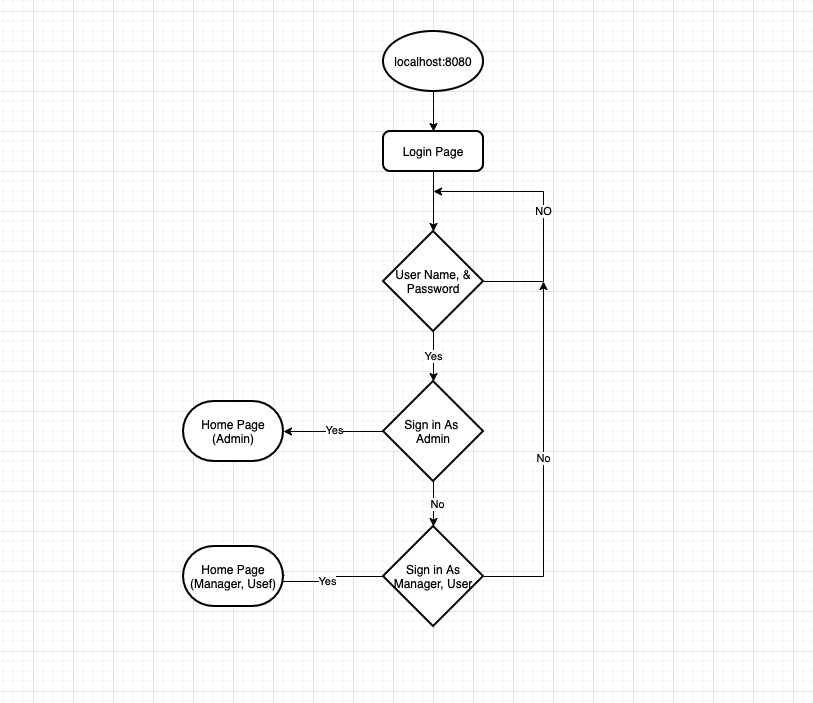 localhost:8080
Login Page
NO
User Name, &
Password
Yes
Home Page
(Admin)
Yes
Sign in As
Admin
No
No
Home Page
(Manager, Usef)
Yes
Sign in As
Manager, User